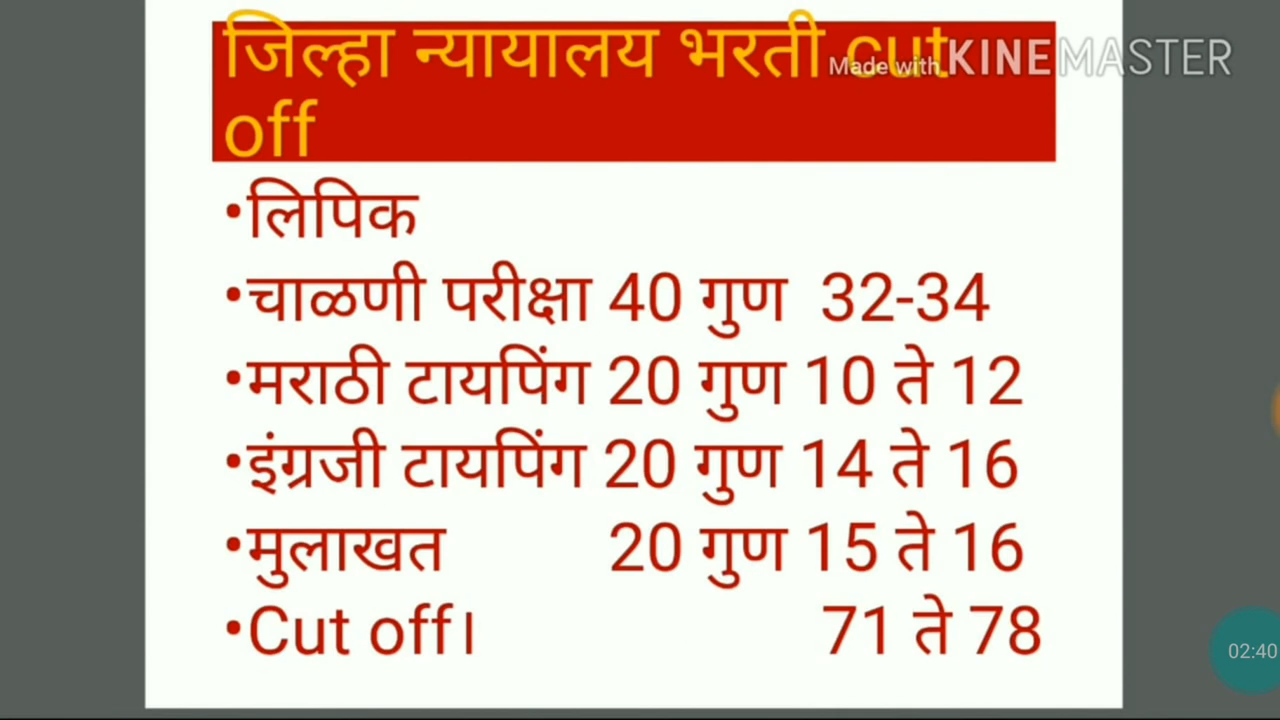 जिल्हा न्यायालय भरती cut
Made with KINEMASTER
off
•लिपिक
•चाळणी परीक्षा 40 गुण 32-34
•मराठी टायपिंग 20 गुण 10 ते 12
•इंग्रजी टायपिंग 20 गुण 14 ते 16
•मुलाखत 20 गुण 15 ते 16
•Cut off। 71 ते 78
02:40